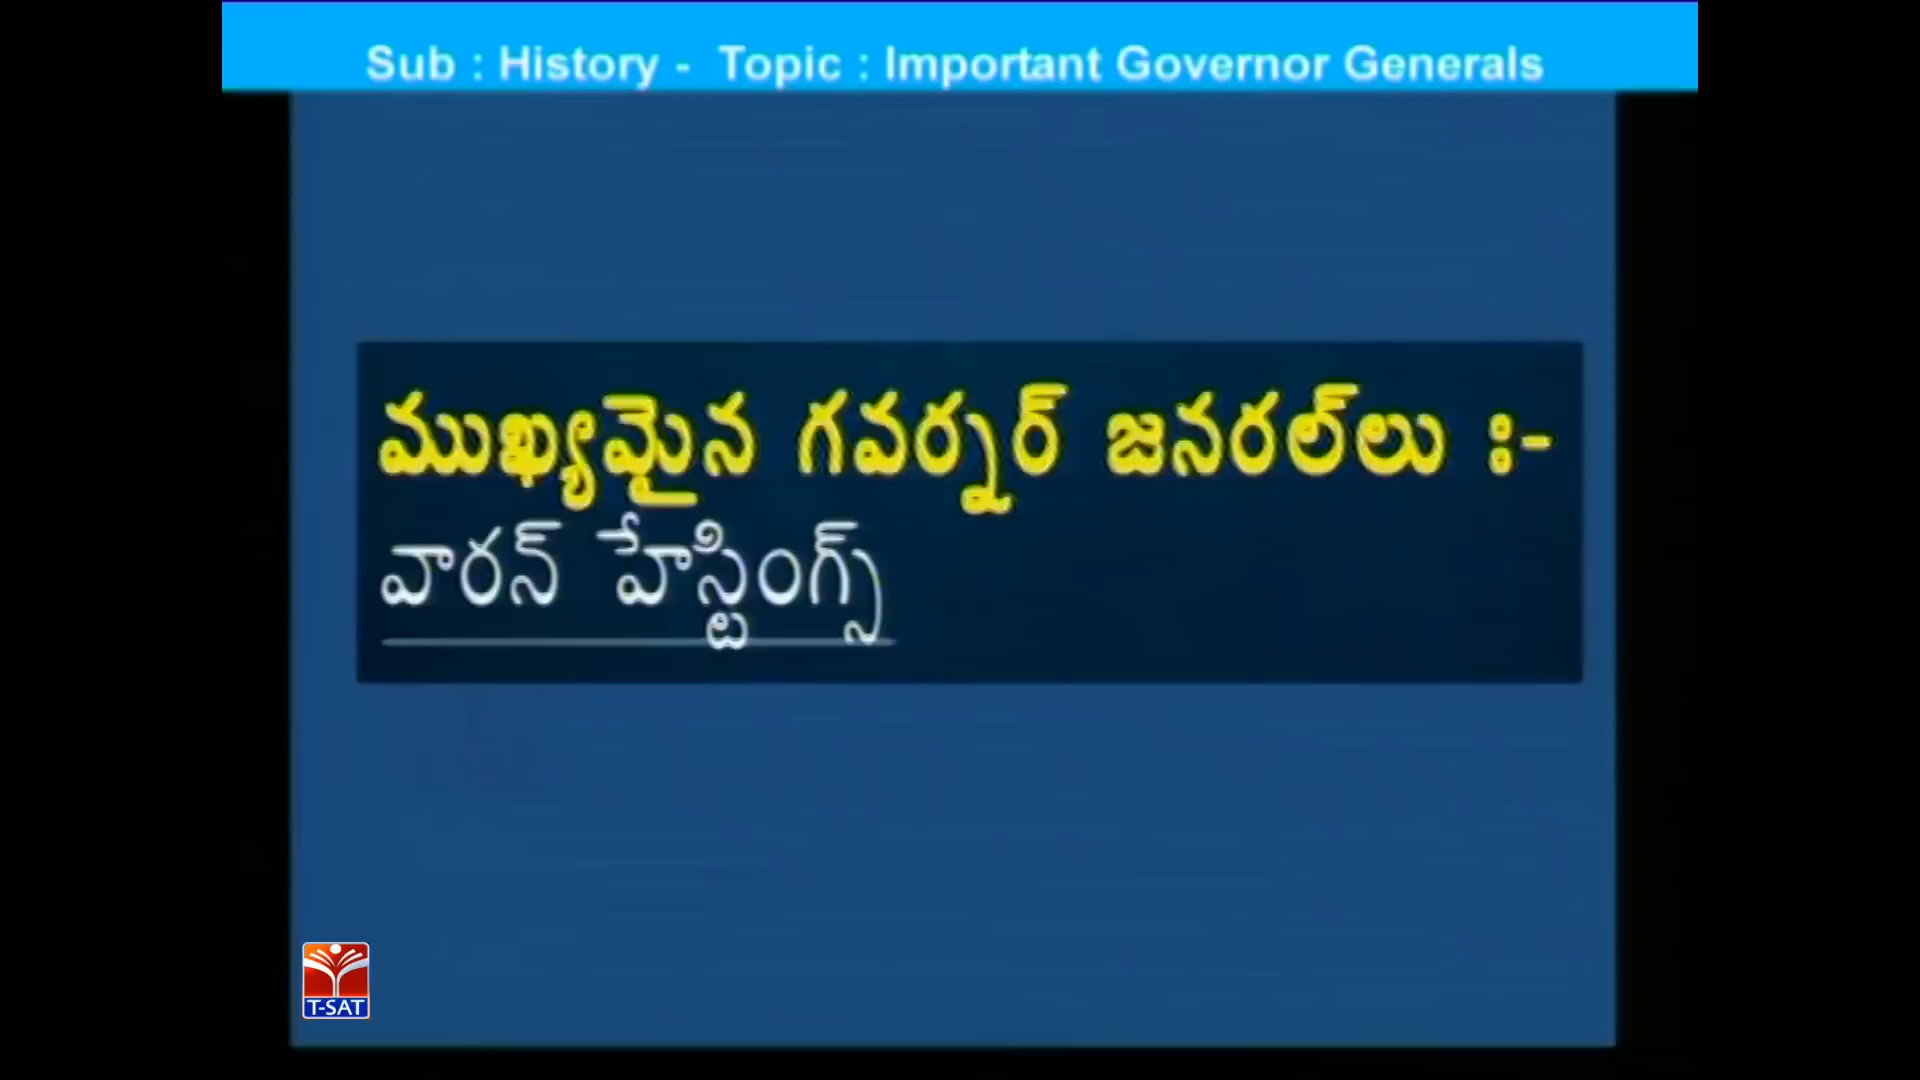 Sub : History - Topic : Important Governor Generals
ముఖ్యమైన గవర్నర్ జనరల్‌లు :-
వారన్ హేస్టింగ్స్
T-SAT